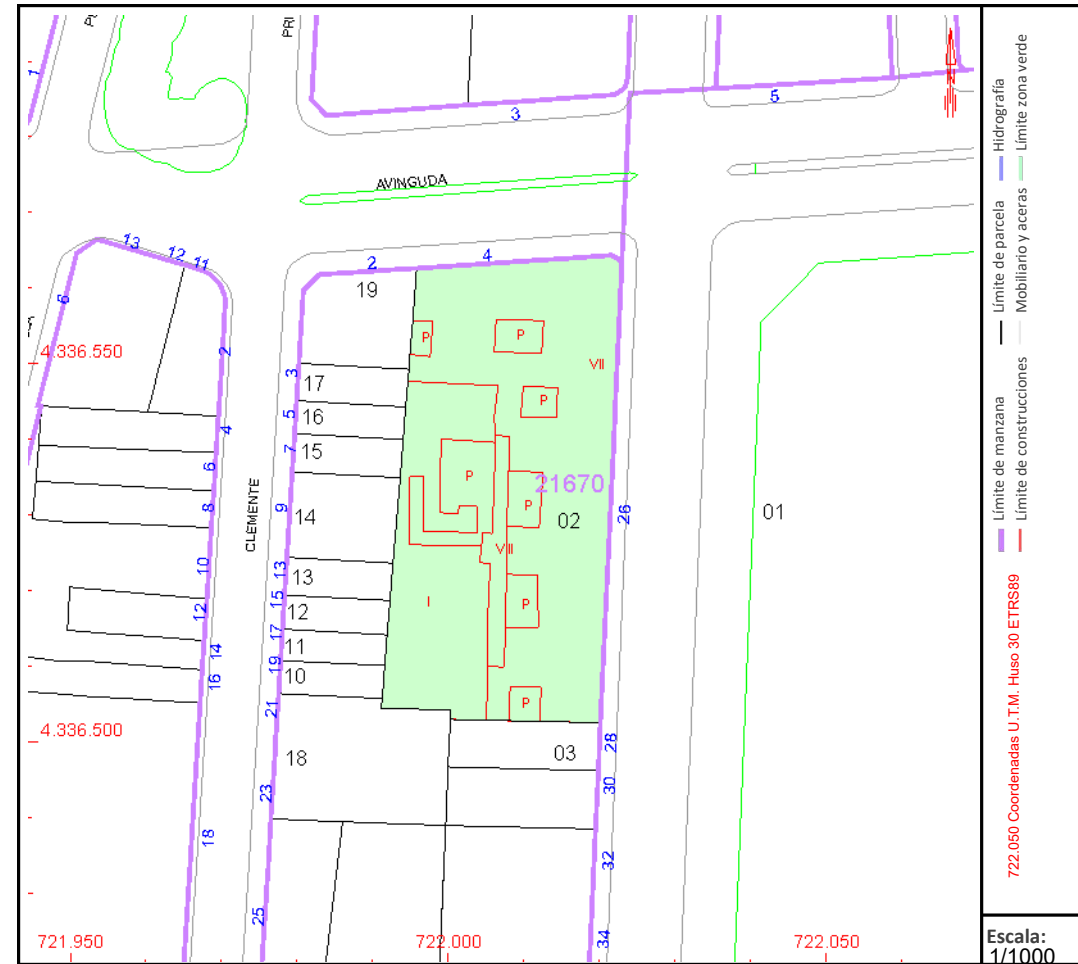 PRI
1
3
5
AVINGUDA
13
12
11
2
4
19
6
P
P
4.336.550
VII
2
3
17
P
5
16
4
7
15
6
P
21670
CLEMENTE
8
9
14
P
02
26
01
VII
10
13
13
I
P
12
15
12
17
11
14
19
10
16
21
P
4.336.500
28
03
18
30
23
18
32
25
34
721.950
722.000
722.050
N
Límite de manzana
Límite de parcela
Hidrografía
Límite de construcciones
Mobiliario y aceras
Límite zona verde
722.050 Coordenadas U.T.M. Huso 30 ETRS89
Escala:
1/1000